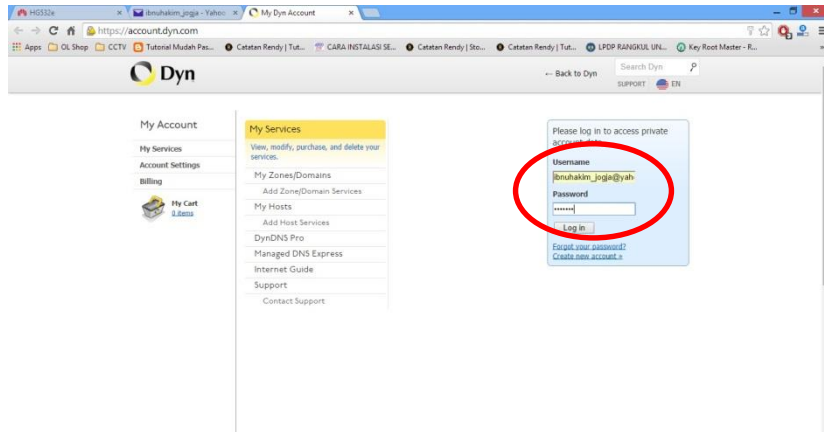 HG532e
ibnuhakim_jogja - Yahoo
My Dyn Account
https://account.dyn.com
Apps
OL Shop
CCTV
Tutorial Mudah Pas...
Catatan Rendy | Tut...
CARA INSTALASI SE...
Catatan Rendy | Sto...
Catatan Rendy | Tut...
LPDP RANGKUL UN...
Key Root Master - R...
Dyn
← Back to Dyn
Search Dyn
SUPPORT
EN
My Account
My Services
Account Settings
Billing
My Cart
0 items
My Services
View, modify, purchase, and delete your
services.
My Zones/Domains
Add Zone/Domain Services
My Hosts
Add Host Services
DynDNS Pro
Managed DNS Express
Internet Guide
Support
Contact Support
Please log in to access private
account data.
Username
ibnuhakim_jogja@yah
Password
•••••••
Log in
Forgot your password?
Create new account »